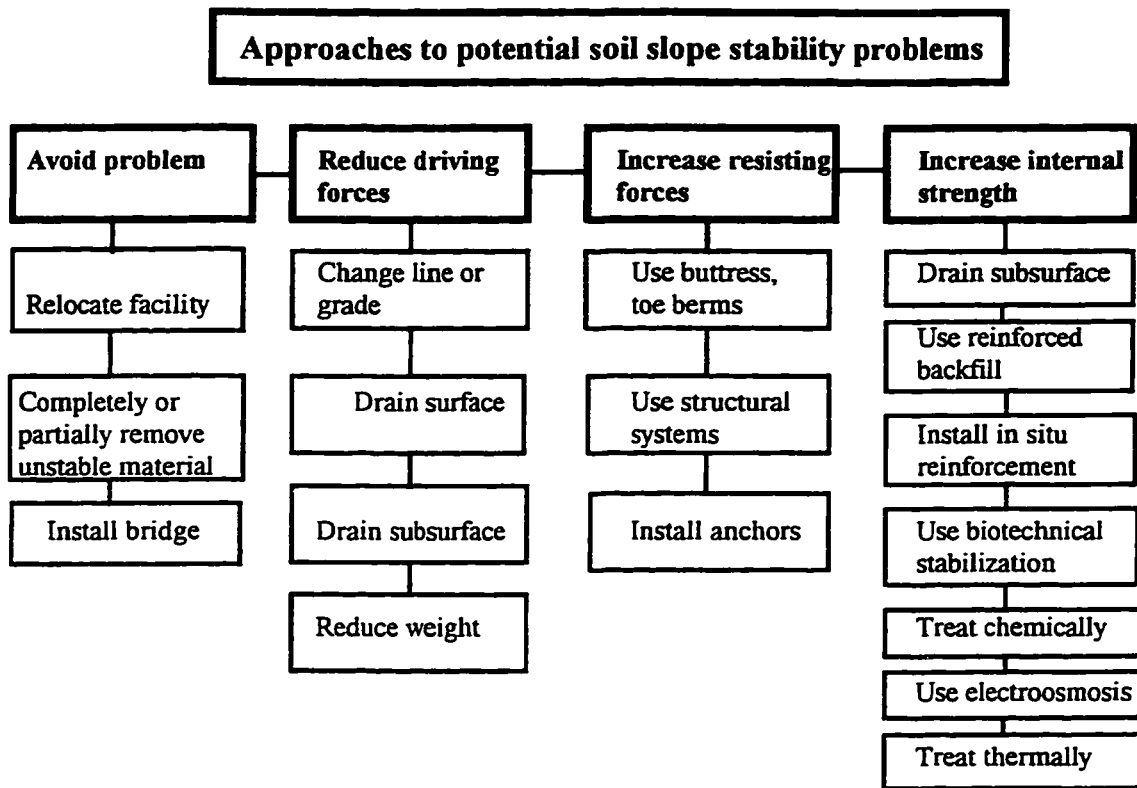 Approaches to potential soil slope stability problems
Avoid problem
Relocate facility
Completely or
partially remove
unstable material
Install bridge
Reduce driving
forces
Change line or
grade
Drain surface
Drain subsurface
Reduce weight
Increase resisting
forces
Use buttress,
toe berms
Use structural
systems
Install anchors
Increase internal
strength
Drain subsurface
Use reinforced
backfill
Install in situ
reinforcement
Use biotechnical
stabilization
Treat chemically
Use electroosmosis
Treat thermally